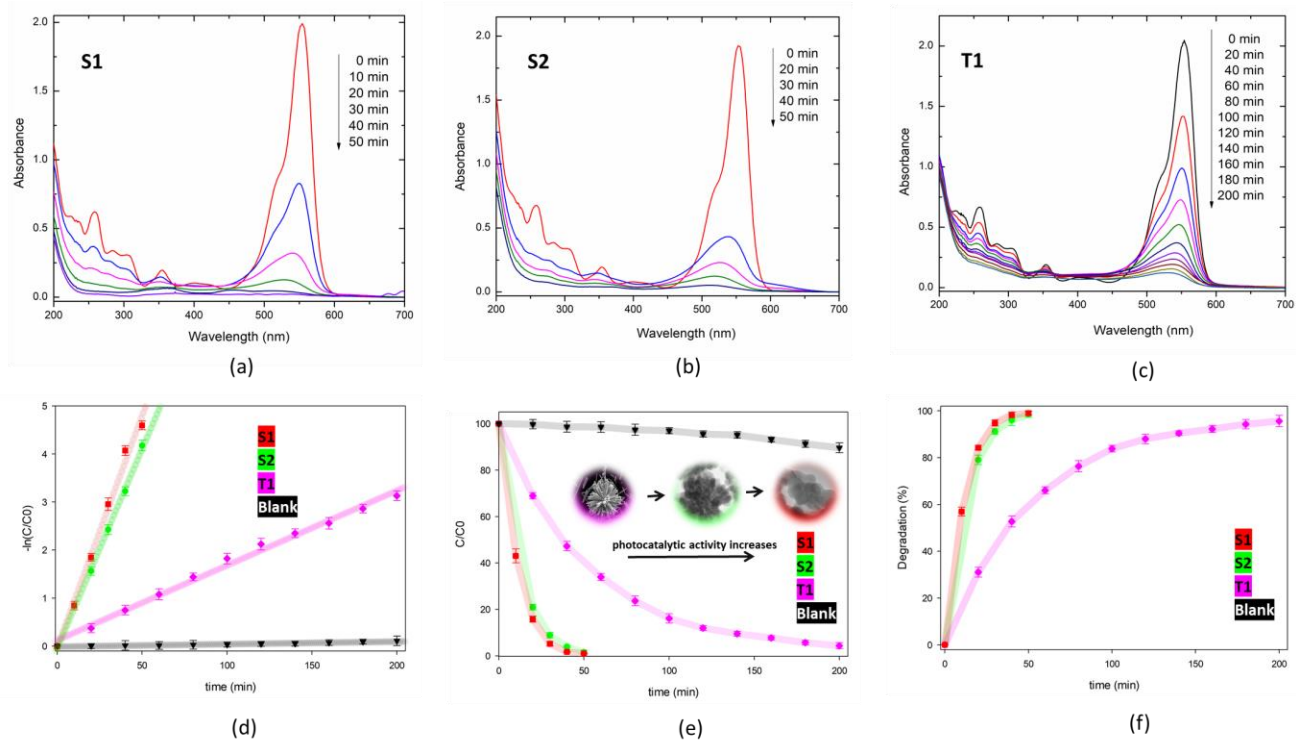 S1
0 min
10 min
20 min
30 min
40 min
50 min
2.0
1.5
1.0
0.5
0.0
Absorbance
200 300 400 500 600 700
Wavelength (nm)
(a)
S2
0 min
20 min
30 min
40 min
50 min
2.0
1.5
1.0
0.5
0.0
Absorbance
200 300 400 500 600 700
Wavelength (nm)
(b)
T1
0 min
20 min
40 min
60 min
80 min
100 min
120 min
140 min
160 min
180 min
200 min
2.0
1.5
1.0
0.5
0.0
Absorbance
200 300 400 500 600 700
Wavelength (nm)
(c)
5
4
3
2
1
0
-ln(C/C0)
S1
S2
T1
Blank
0 50 100 150 200
time (min)
(d)
100
80
60
40
20
0
C/C0
photocatalytic activity increases
S1
S2
T1
Blank
0 50 100 150 200
time (min)
(e)
100
80
60
40
20
0
Degradation (%)
S1
S2
T1
Blank
0 50 100 150 200
time (min)
(f)